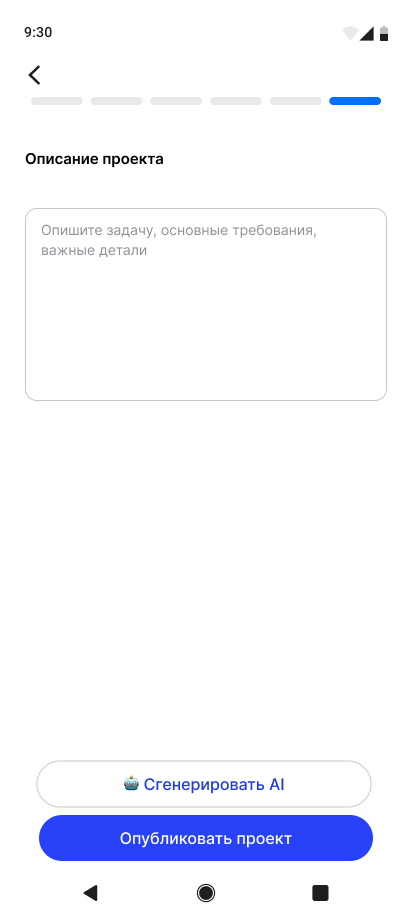 9:30
Описание проекта
Опишите задачу, основные требования,
важные детали
Сгенерировать AI
Опубликовать проект